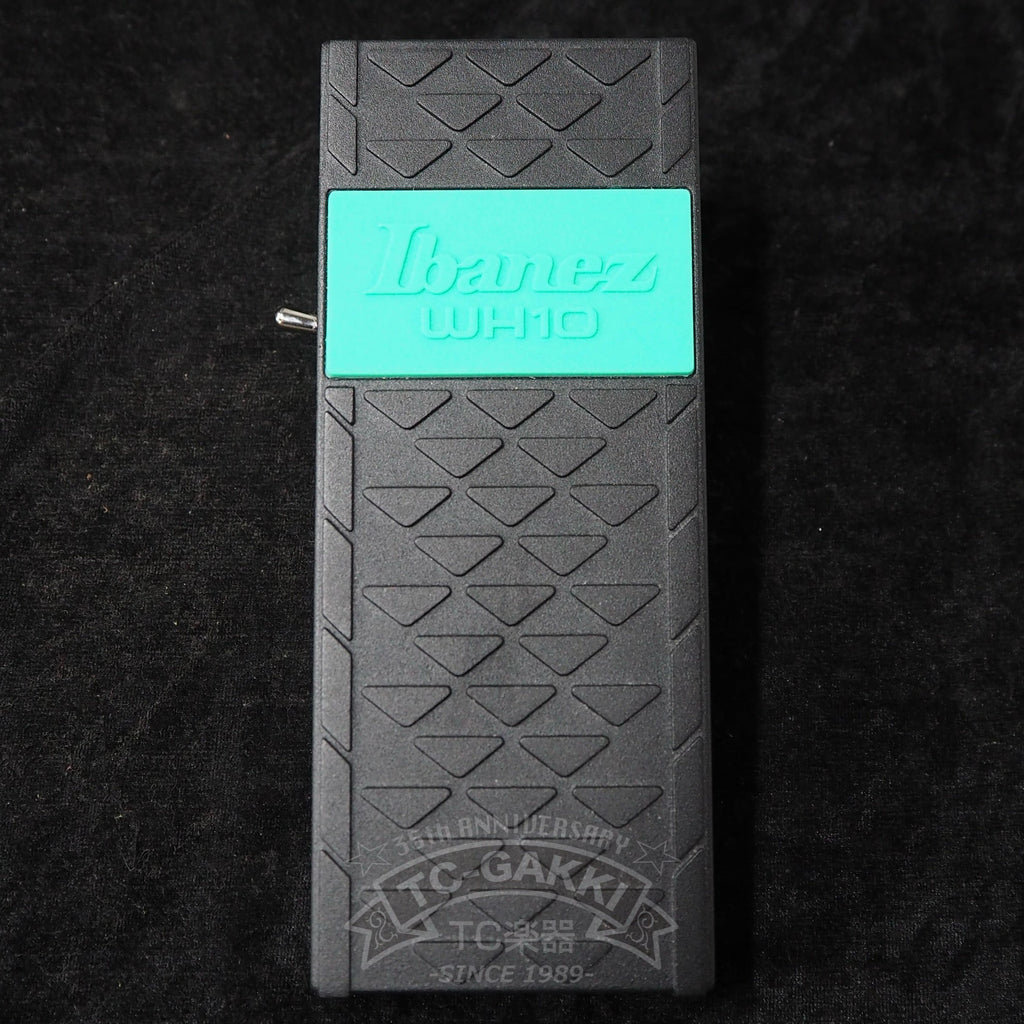 Ibanez
WH10
35th ANNIVERSARY
TC-GAKKI
TC楽器
-SINCE 1989-